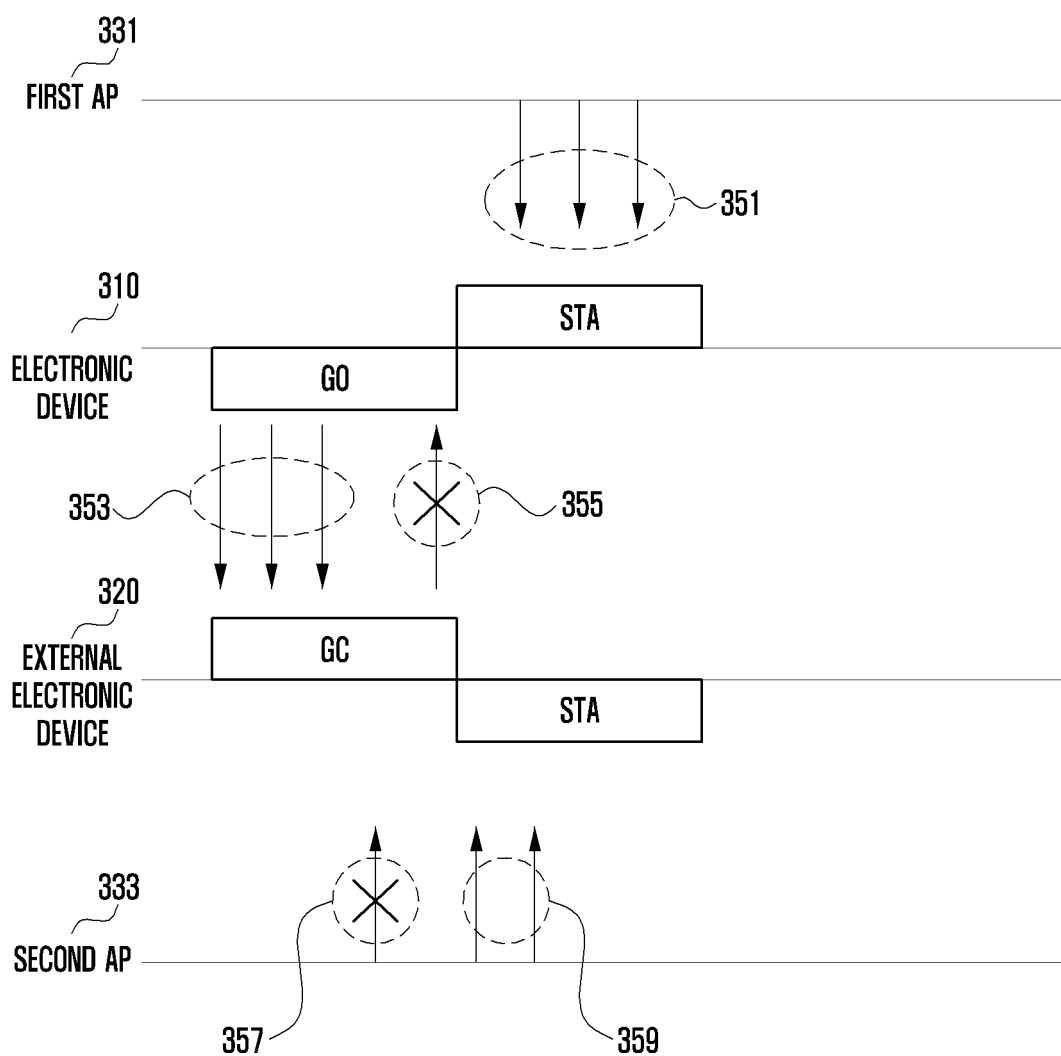 331
FIRST AP
351
310
STA
ELECTRONIC
DEVICE
GO
353
355
320
EXTERNAL
ELECTRONIC
DEVICE
GC
STA
333
SECOND AP
357
359